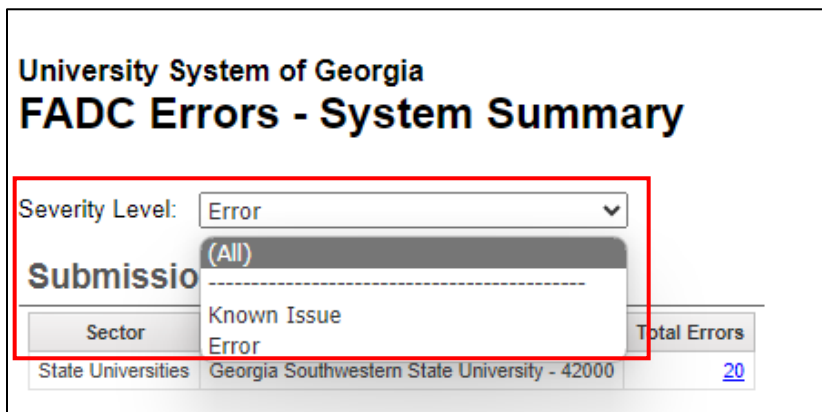 University System of Georgia
FADC Errors - System Summary
Severity Level: Error
(All)
Submissio
--------------------------------------------
Known Issue
Sector Error Total Errors
State Universities Georgia Southwestern State University - 42000 20